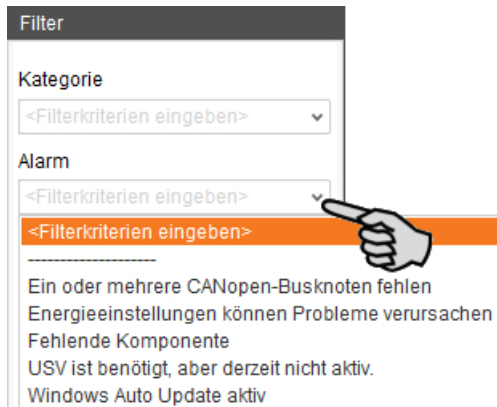 Filter
Kategorie
<Filterkriterien eingeben>
Alarm
<Filterkriterien eingeben>
<Filterkriterien eingeben>
--------------------
Ein oder mehrere CANopen-Busknoten fehlen
Energieeinstellungen können Probleme verursachen
Fehlende Komponente
USV ist benötigt, aber derzeit nicht aktiv.
Windows Auto Update aktiv